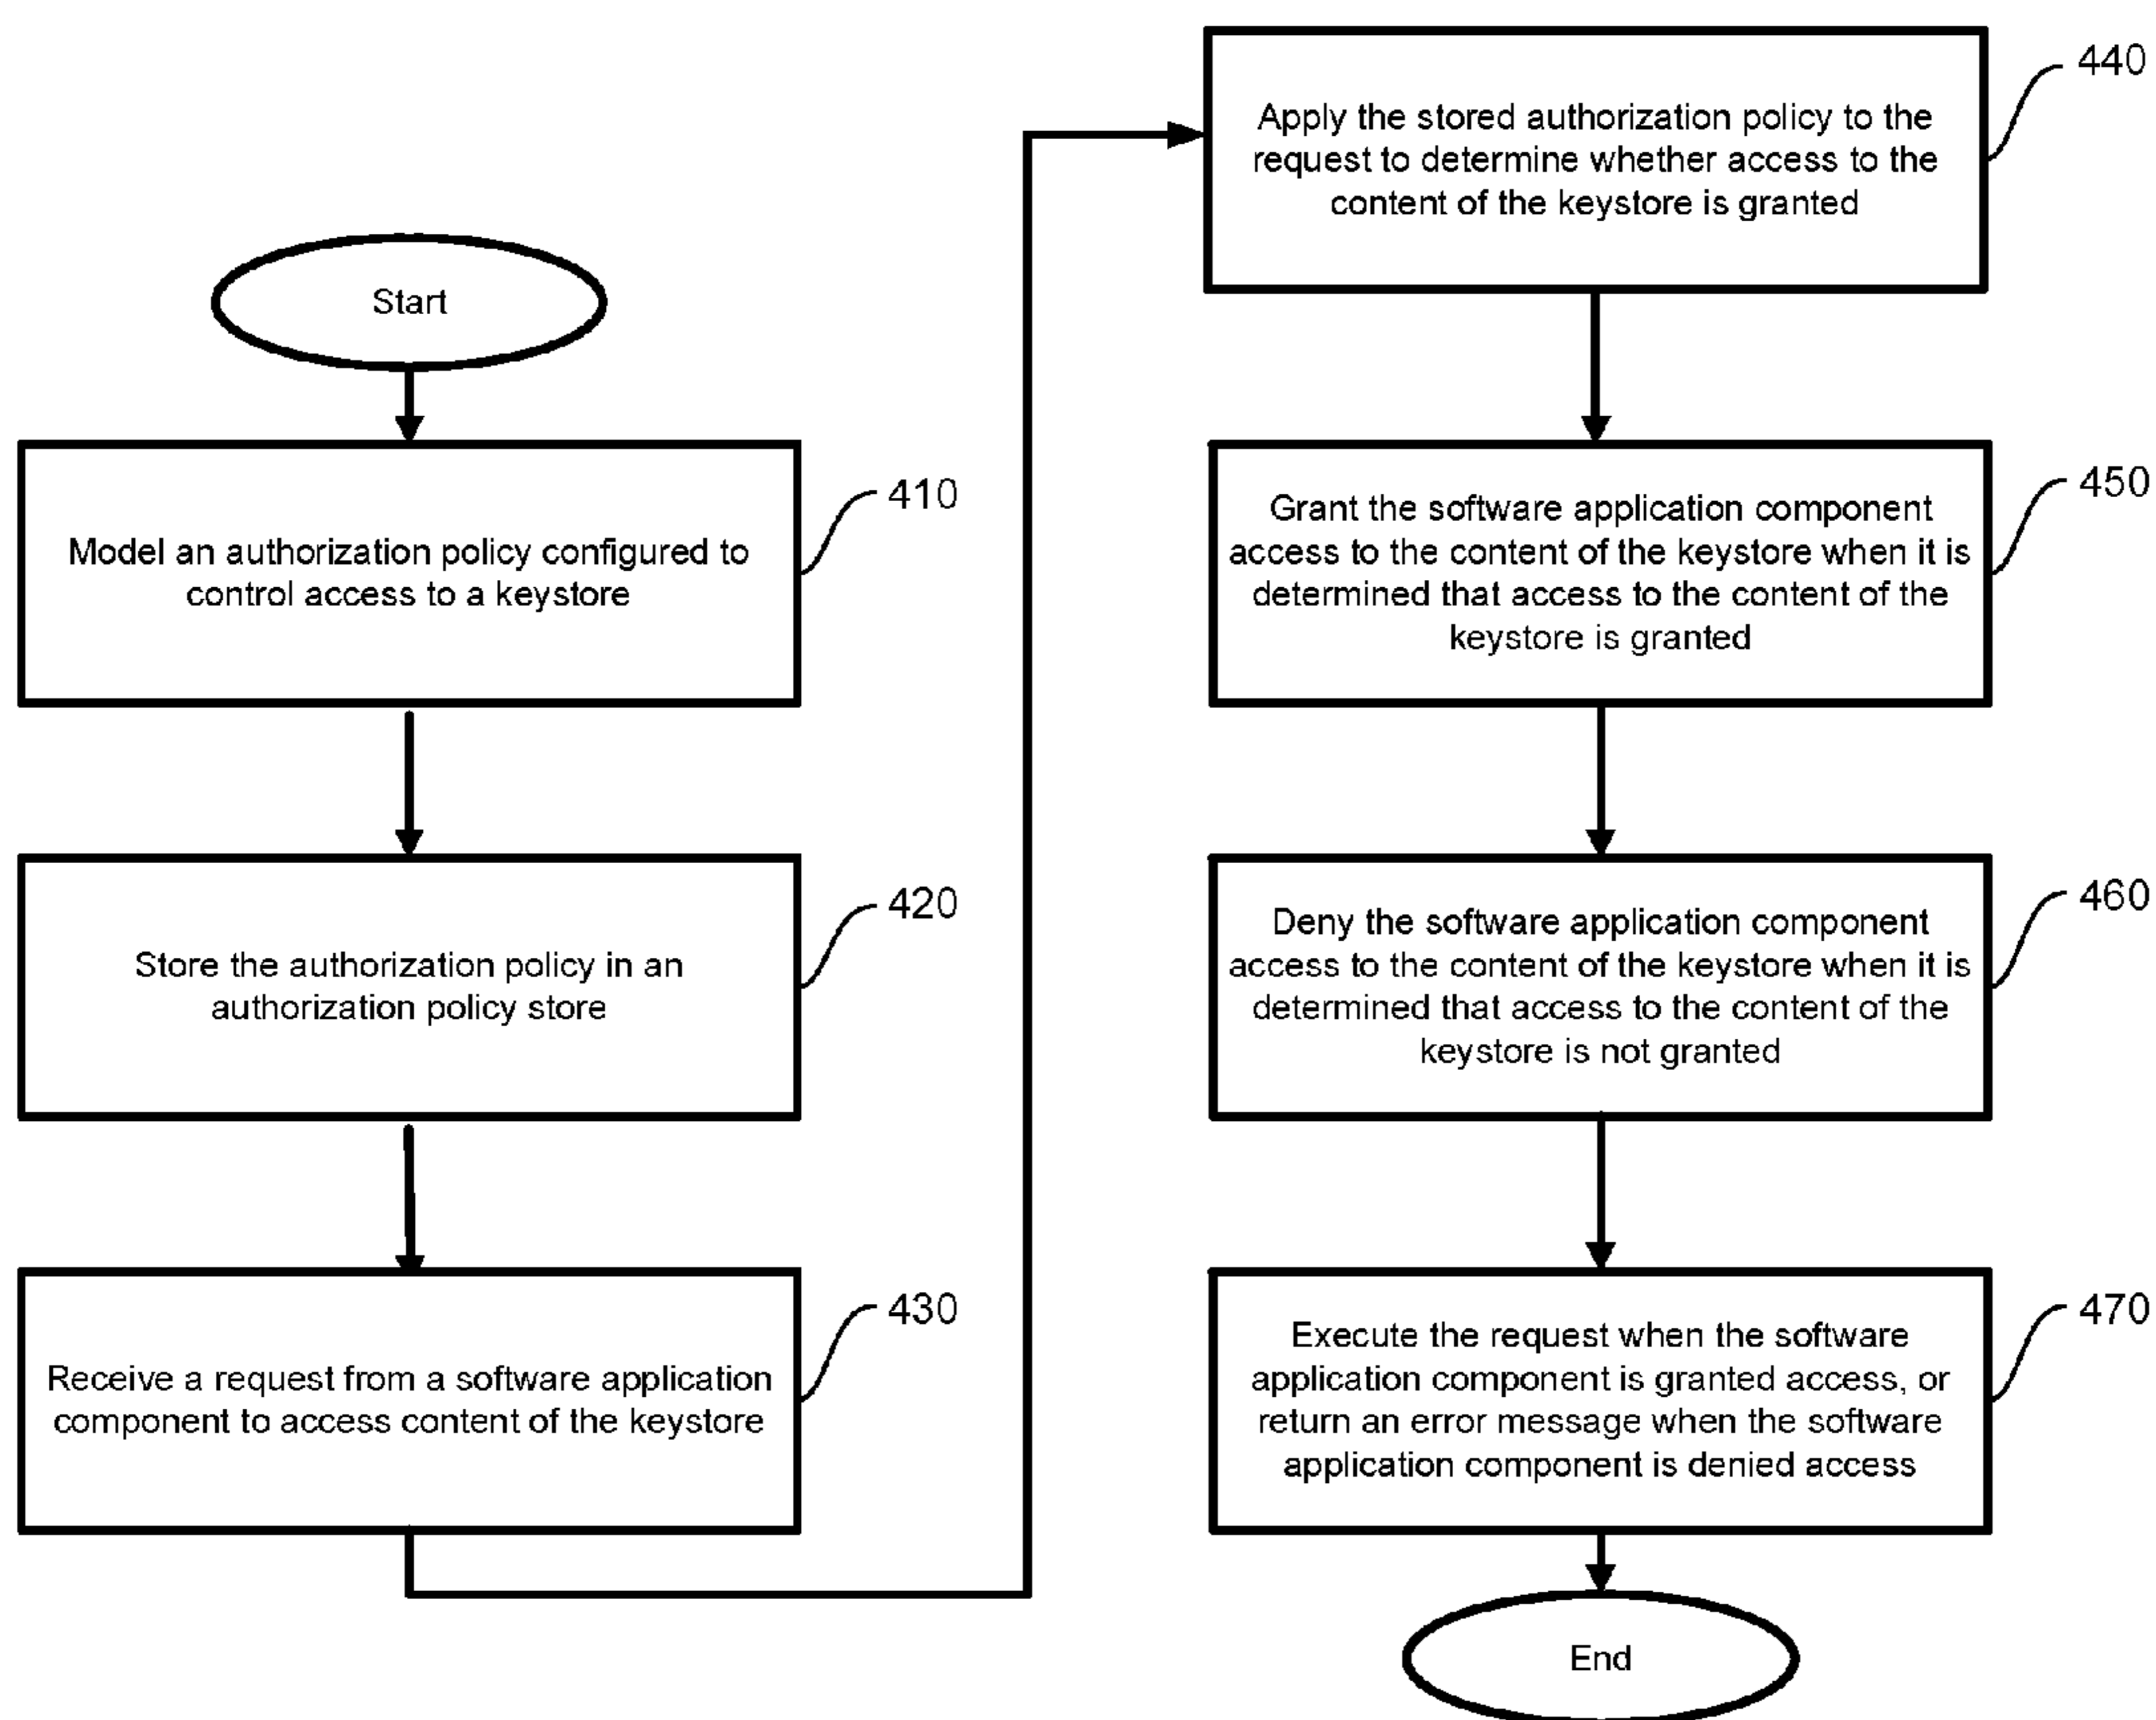 Start
Model an authorization policy configured to
control access to a keystore
410
Store the authorization policy in an
authorization policy store
420
Receive a request from a software application
component to access content of the keystore
430
Apply the stored authorization policy to the
request to determine whether access to the
content of the keystore is granted
440
Grant the software application component
access to the content of the keystore when it is
determined that access to the content of the
keystore is granted
450
Deny the software application component
access to the content of the keystore when it is
determined that access to the content of the
keystore is not granted
460
Execute the request when the software
application component is granted access, or
return an error message when the software
application component is denied access
470
End